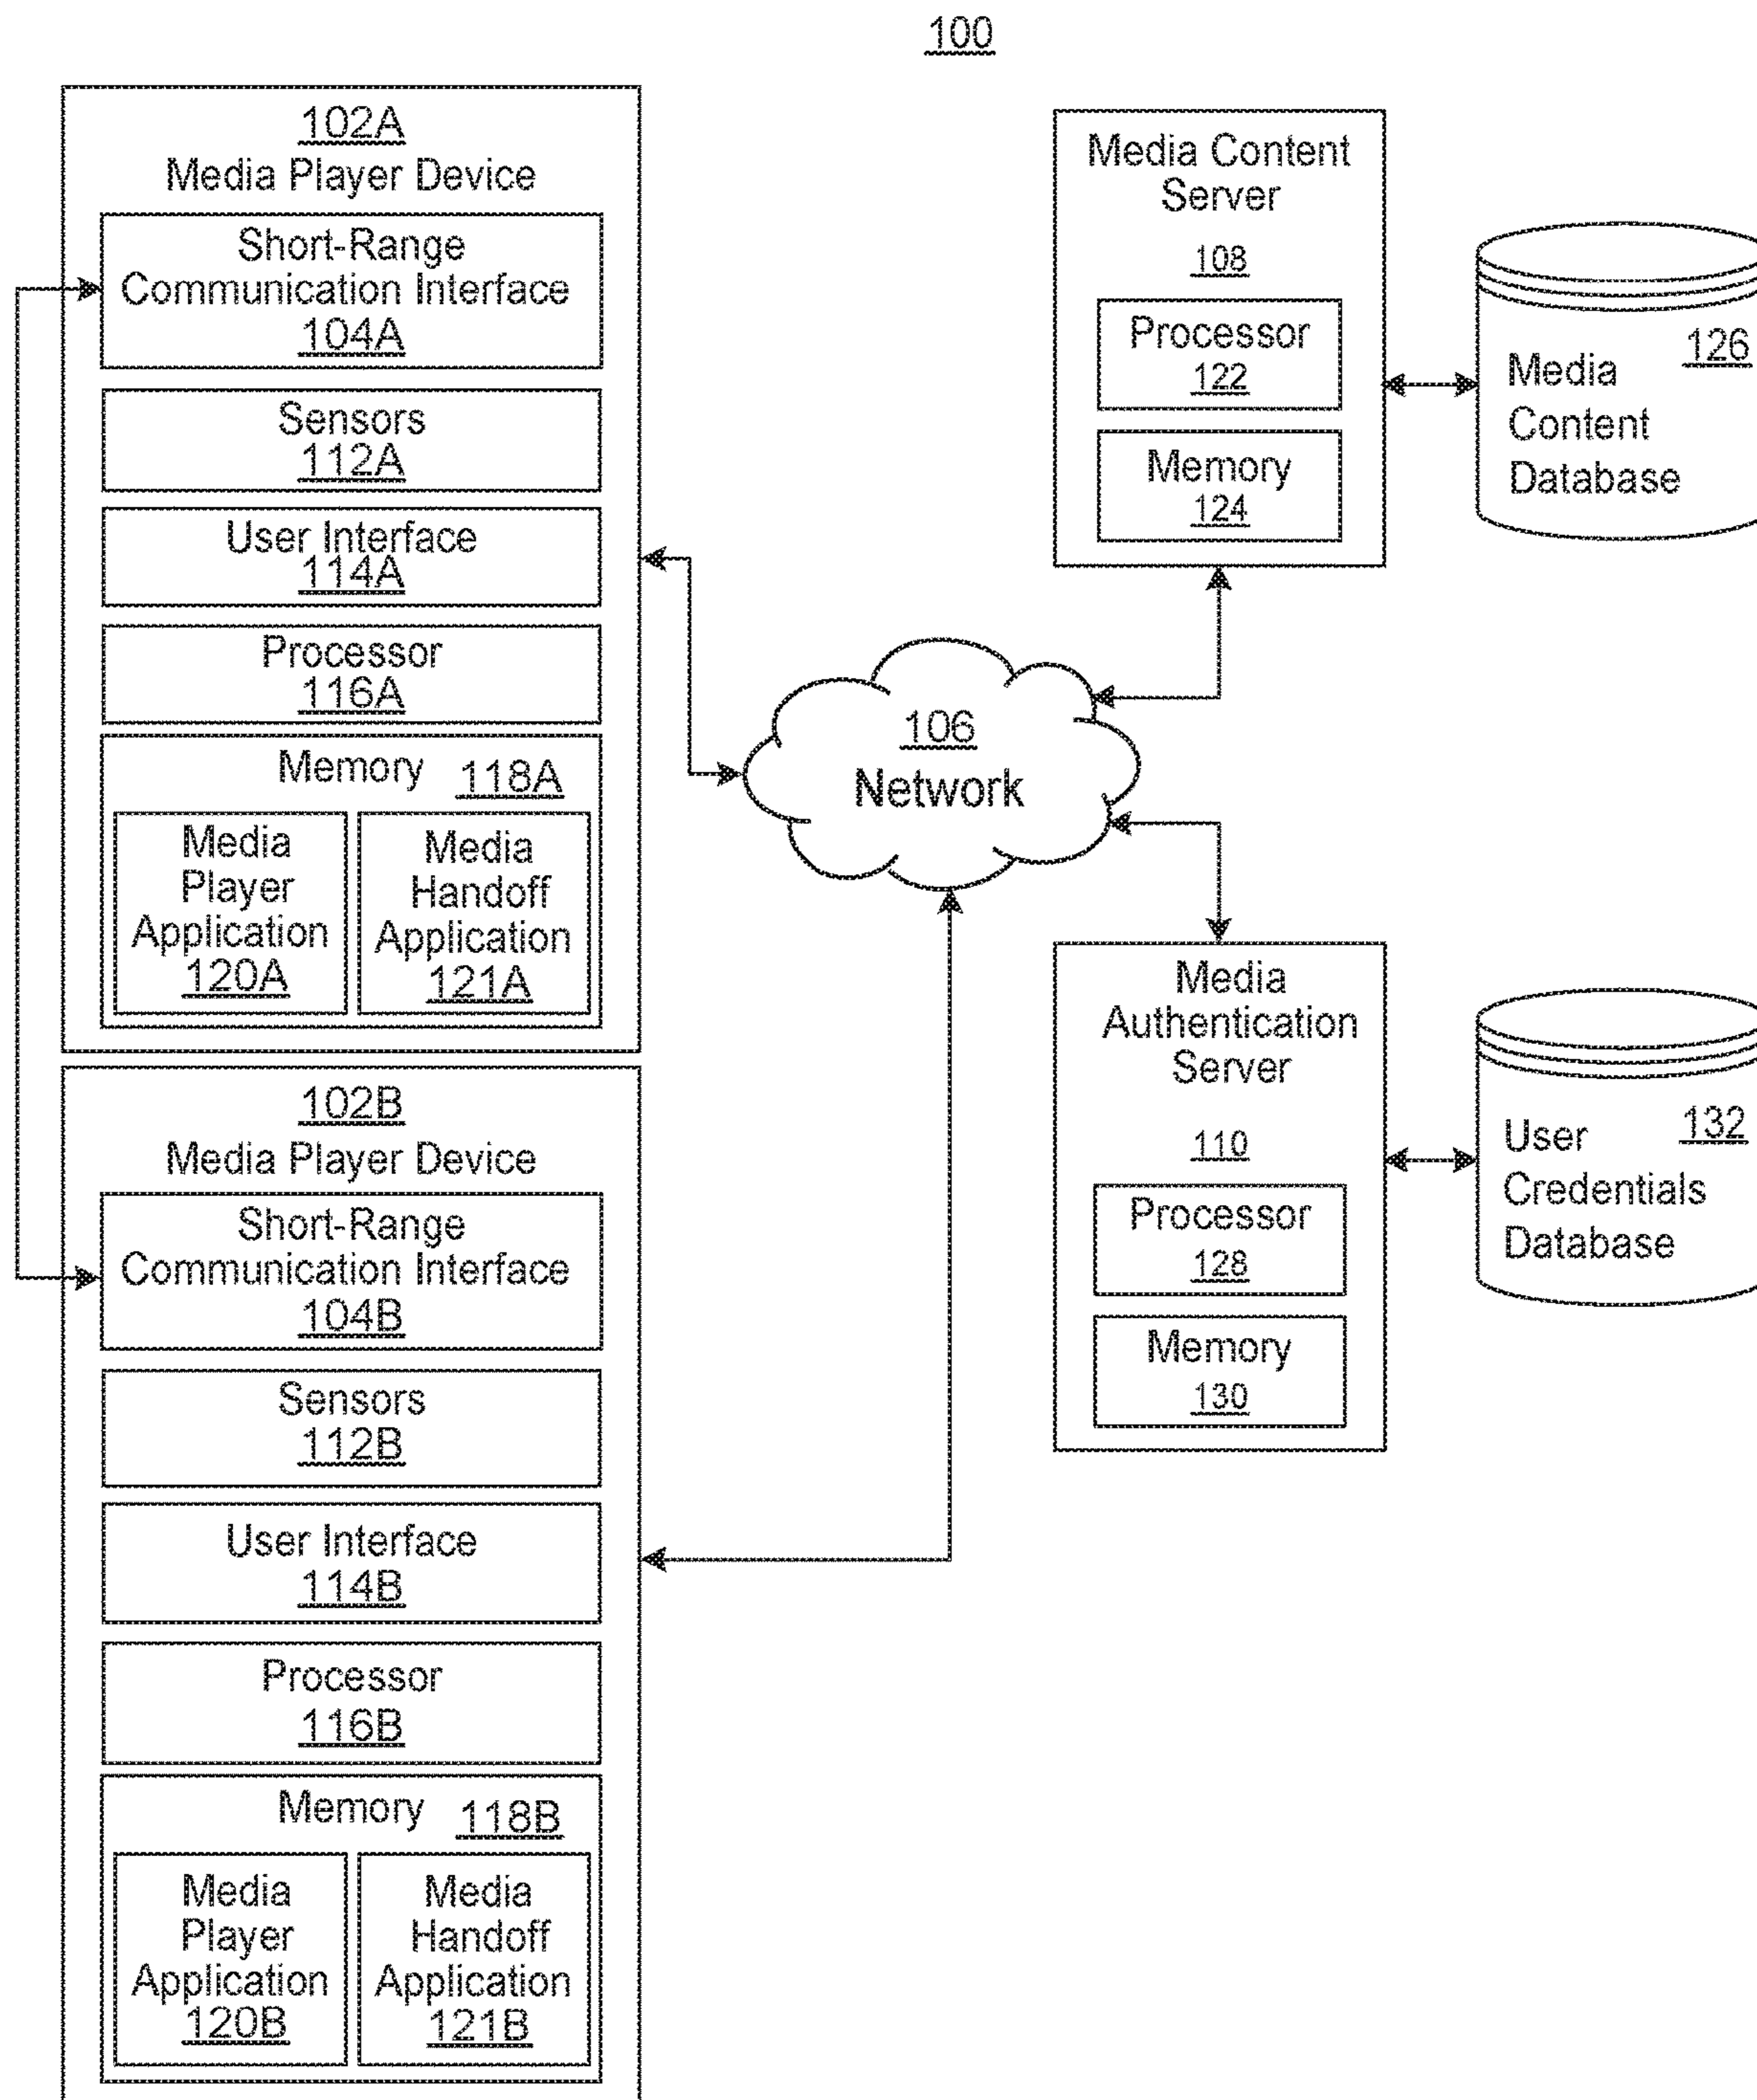 100
102A
Media Player Device
Short-Range
Communication Interface
104A
Sensors
112A
User Interface
114A
Processor
116A
Memory 118A
Media
Player
Application
120A
Media
Handoff
Application
121A
102B
Media Player Device
Short-Range
Communication Interface
104B
Sensors
112B
User Interface
114B
Processor
116B
Memory 118B
Media
Player
Application
120B
Media
Handoff
Application
121B
106
Network
Media Content
Server
108
Processor
122
Memory
124
126
Media
Content
Database
Media
Authentication
Server
110
Processor
128
Memory
130
132
User
Credentials
Database